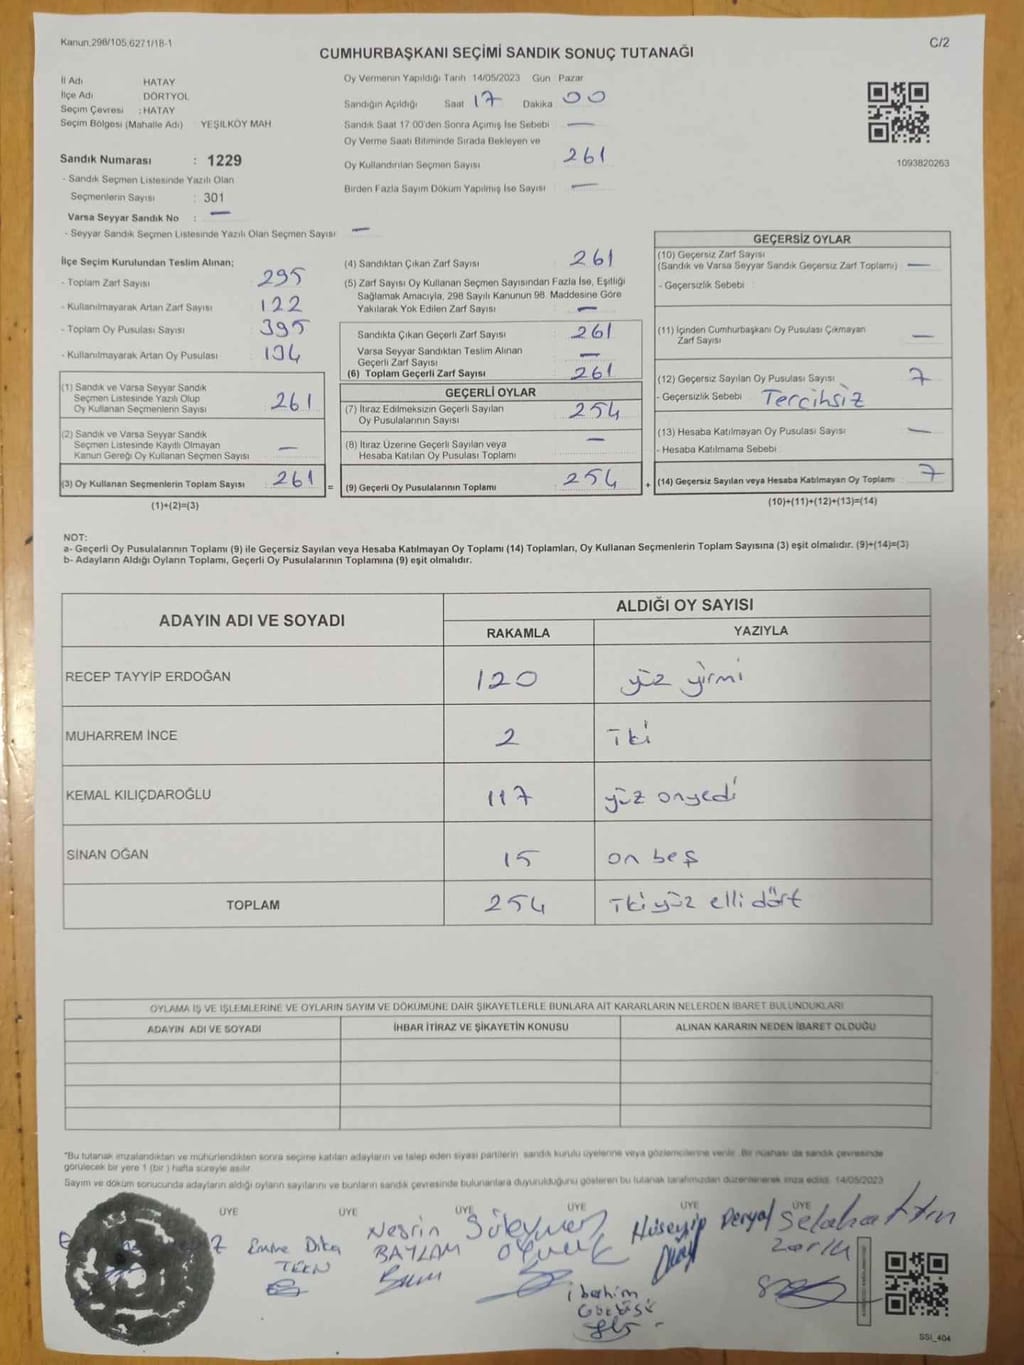 Kanun,298/105,6271/18-1
C/2
CUMHURBAŞKANI SEÇİMİ SANDIK SONUÇ TUTANAĞI
İl Adı HATAY
İlçe Adı DÖRTYOL
Seçim Çevresi : HATAY
Seçim Bölgesi (Mahalle Adı) YEŞİLKÖY MAH
Sandık Numarası : 1229
- Sandık Seçmen Listesinde Yazılı Olan
Seçmenlerin Sayısı : 301
Varsa Seyyar Sandık No : —
- Seyyar Sandık Seçmen Listesinde Yazılı Olan Seçmen Sayısı —
Oy Vermenin Yapıldığı Tarih 14/05/2023 Gün Pazar
Sandığın Açıldığı Saat 17 Dakika 00
Sandık Saat 17 00'den Sonra Açılmış İse Sebebi —
Oy Verme Saati Bitiminde Sırada Bekleyen ve
Oy Kullandırılan Seçmen Sayısı 261
Birden Fazla Sayım Döküm Yapılmış İse Sayısı —
1093820263
İlçe Seçim Kurulundan Teslim Alınan;
- Toplam Zarf Sayısı 295
- Kullanılmayarak Artan Zarf Sayısı 122
- Toplam Oy Pusulası Sayısı 395
- Kullanılmayarak Artan Oy Pusulası 134
(1) Sandık ve Varsa Seyyar Sandık
Seçmen Listesinde Yazılı Olup
Oy Kullanan Seçmenlerin Sayısı 261
(2) Sandık ve Varsa Seyyar Sandık
Seçmen Listesinde Kayıtlı Olmayan
Kanun Gereği Oy Kullanan Seçmen Sayısı —
(3) Oy Kullanan Seçmenlerin Toplam Sayısı 261
(1)+(2)=(3)
(4) Sandıktan Çıkan Zarf Sayısı 261
(5) Zarf Sayısı Oy Kullanan Seçmen Sayısından Fazla İse, Eşitliği
Sağlamak Amacıyla, 298 Sayılı Kanunun 98. Maddesine Göre
Yakılarak Yok Edilen Zarf Sayısı —
Sandıkta Çıkan Geçerli Zarf Sayısı 261
Varsa Seyyar Sandıktan Teslim Alınan
Geçerli Zarf Sayısı —
(6) Toplam Geçerli Zarf Sayısı 261
GEÇERLİ OYLAR
(7) İtiraz Edilmeksizin Geçerli Sayılan
Oy Pusulalarının Sayısı 254
(8) İtiraz Üzerine Geçerli Sayılan veya
Hesaba Katılan Oy Pusulası Toplamı —
= (9) Geçerli Oy Pusulalarının Toplamı 254
GEÇERSİZ OYLAR
(10) Geçersiz Zarf Sayısı
(Sandık ve Varsa Seyyar Sandık Geçersiz Zarf Toplamı) —
- Geçersizlik Sebebi
(11) İçinden Cumhurbaşkanı Oy Pusulası Çıkmayan
Zarf Sayısı —
(12) Geçersiz Sayılan Oy Pusulası Sayısı 7
- Geçersizlik Sebebi Tercihsiz
(13) Hesaba Katılmayan Oy Pusulası Sayısı —
- Hesaba Katılmama Sebebi
+ (14) Geçersiz Sayılan veya Hesaba Katılmayan Oy Toplamı 7
(10)+(11)+(12)+(13)=(14)
NOT:
a- Geçerli Oy Pusulalarının Toplamı (9) ile Geçersiz Sayılan veya Hesaba Katılmayan Oy Toplamı (14) Toplamları, Oy Kullanan Seçmenlerin Toplam Sayısına (3) eşit olmalıdır. (9)+(14)=(3)
b- Adayların Aldığı Oyların Toplamı, Geçerli Oy Pusulalarının Toplamına (9) eşit olmalıdır.
ADAYIN ADI VE SOYADI ALDIĞI OY SAYISI
RAKAMLA YAZIYLA
RECEP TAYYİP ERDOĞAN 120 yüz yirmi
MUHARREM İNCE 2 iki
KEMAL KILIÇDAROĞLU 117 yüz onyedi
SİNAN OĞAN 15 on beş
TOPLAM 254 ikiyüz elli dört
OYLAMA İŞ VE İŞLEMLERİNE VE OYLARIN SAYIM VE DÖKÜMÜNE DAİR ŞİKAYETLERLE BUNLARA AİT KARARLARIN NELERDEN İBARET BULUNDUKLARI
ADAYIN ADI VE SOYADI İHBAR İTİRAZ VE ŞİKAYETİN KONUSU ALINAN KARARIN NEDEN İBARET OLDUĞU
"Bu tutanak imzalandıktan ve mühürlendikten sonra seçime katılan adayların ve talep eden siyasi partilerin sandık kurulu üyelerine veya gözlemcilerine verilir. Bir nüshası da sandık çevresinde
görülecek bir yere 1 (bir) hafta süreyle asılır.
Sayım ve döküm sonucunda adayların aldığı oyların sayılarını ve bunların sandık çevresinde bulunanlara duyurulduğunu gösteren bu tutanak tarafımızdan düzenlenerek imza edildi. 14/05/2023
ÜYE ÜYE ÜYE ÜYE ÜYE ÜYE
Emine Nesrin Süleyman Hüseyin Selahattin
TEKN BAYLAM
İbrahim
SSI_404